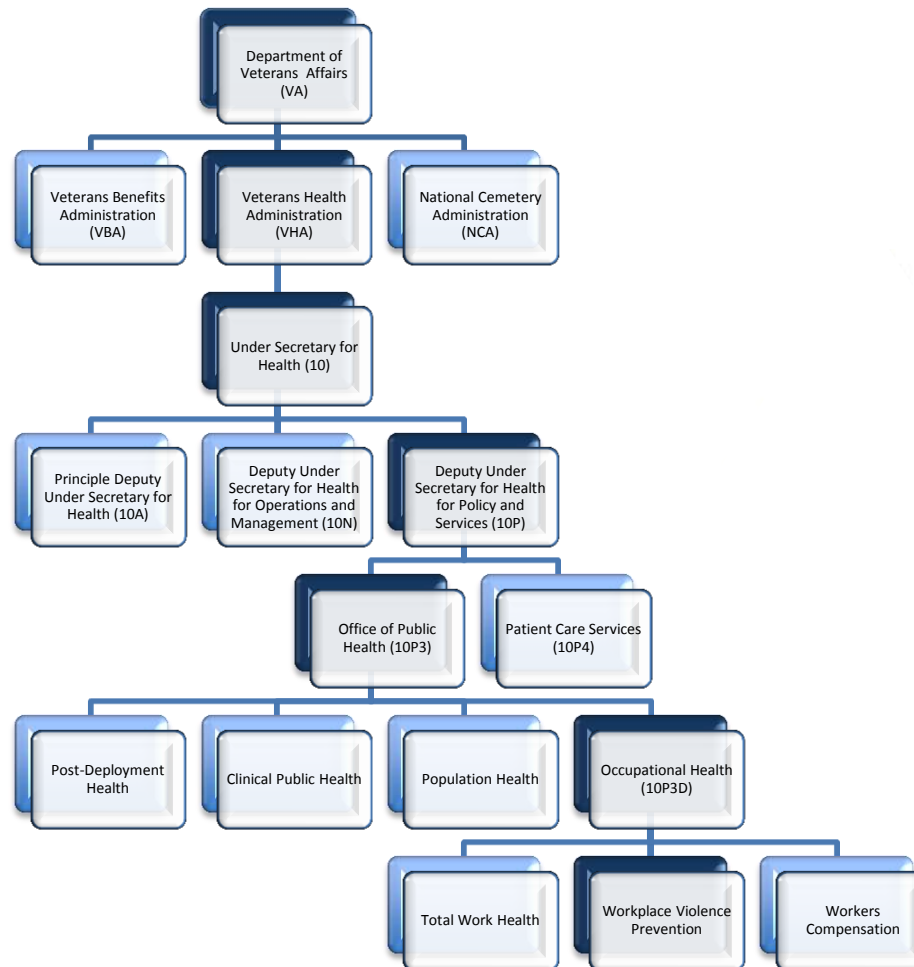 Department of
Veterans Affairs
(VA)
Veterans Benefits
Administration
(VBA)
Veterans Health
Administration
(VHA)
National Cemetery
Administration
(NCA)
Under Secretary for
Health (10)
Principle Deputy
Under Secretary for
Health (10A)
Deputy Under
Secretary for Health
for Operations and
Management (10N)
Deputy Under
Secretary for Health
for Policy and
Services (10P)
Office of Public
Health (10P3)
Patient Care Services
(10P4)
Post-Deployment
Health
Clinical Public Health
Population Health
Occupational Health
(10P3D)
Total Work Health
Workplace Violence
Prevention
Workers
Compensation